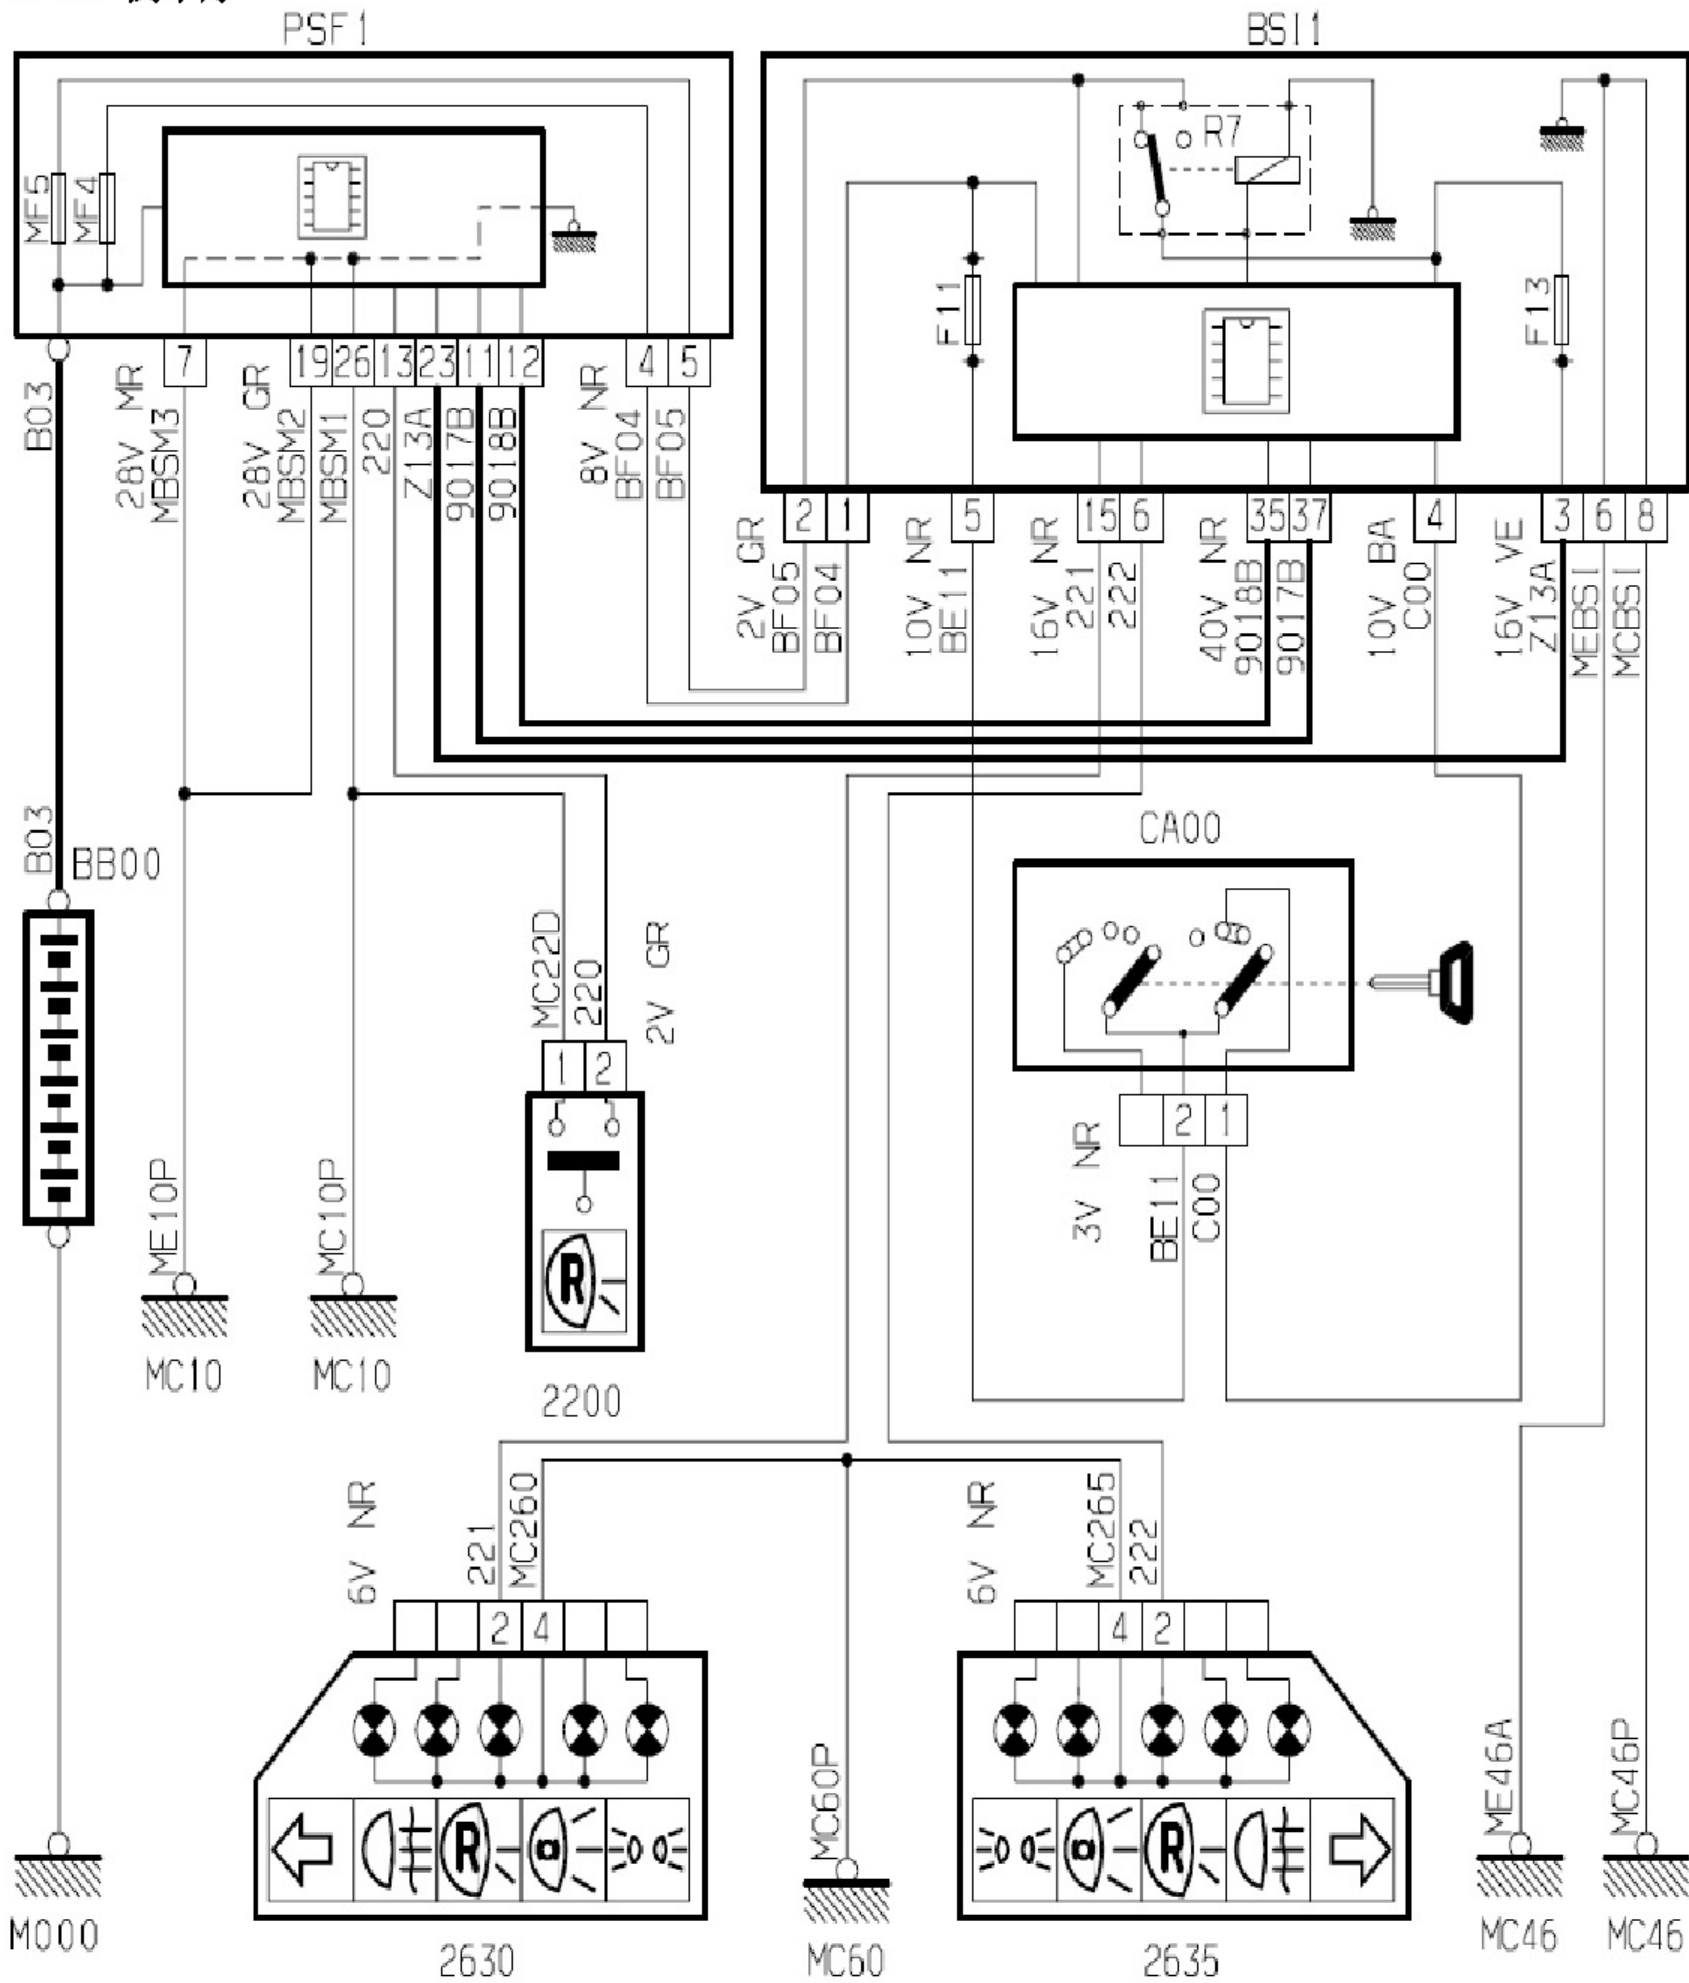 PSF1
BSI1
R7
MF5
MF4
F11
F13
7
19
26
13
23
11
12
4
5
B03
28V MR
MBSM3
28V GR
MBSM2
MBSM1
220
Z13A
9017B
9018B
8V NR
BF04
BF05
2
1
5
15
6
35
37
4
3
6
8
2V GR
BF05
BF04
10V NR
BE11
16V NR
221
222
40V NR
9018B
9017B
10V BA
C00
16V VE
Z13A
MEBSI
MCBSI
B03
BB00
CA00
MC22D
220
2V GR
1
2
2
1
3V NR
BE11
C00
ME10P
MC10P
R
MC10
MC10
2200
6V NR
221
MC260
6V NR
MC265
222
2
4
4
2
MC60P
ME46A
MC46P
R
R
M000
2630
MC60
2635
MC46
MC46